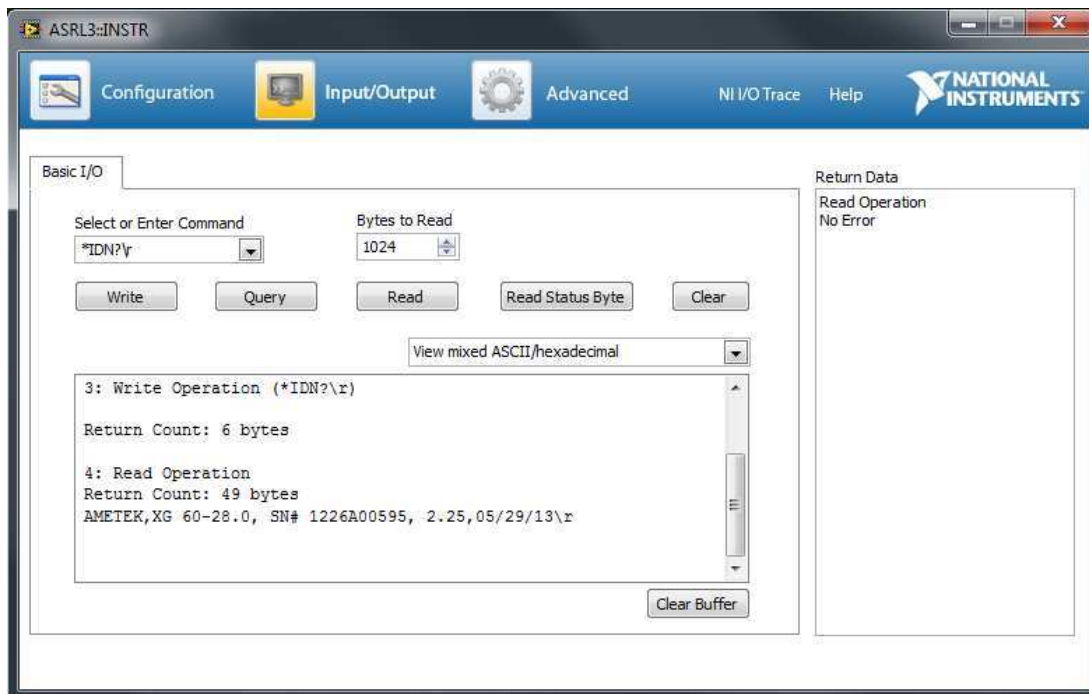 ASRL3::INSTR
Configuration Input/Output Advanced NI I/O Trace Help NATIONAL INSTRUMENTS
Basic I/O
Select or Enter Command Bytes to Read
*IDN?\r 1024
Write Query Read Read Status Byte Clear
View mixed ASCII/hexadecimal
3: Write Operation (*IDN?\r)
Return Count: 6 bytes
4: Read Operation
Return Count: 49 bytes
AMETEK,XG 60-28.0, SN# 1226A00595, 2.25,05/29/13\r
Clear Buffer
Return Data
Read Operation
No Error